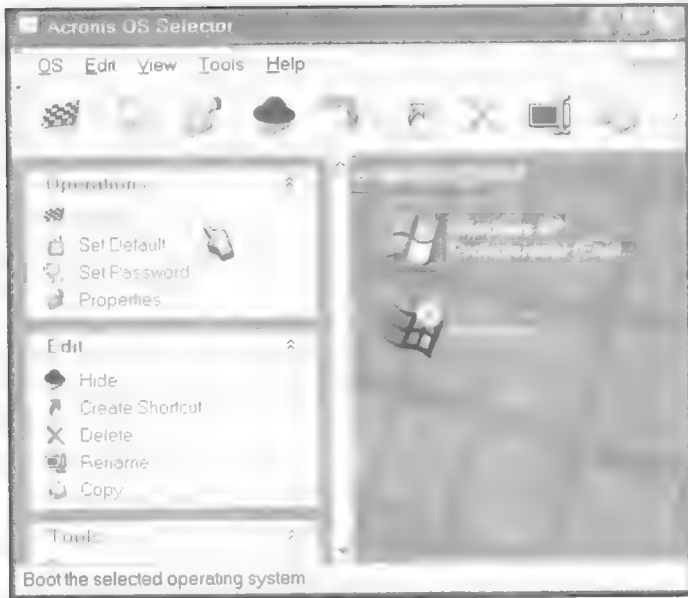 Acronis OS Selector
OS Edit View Tools Help
Operations
Set Default
Set Password
Properties
Edit
Hide
Create Shortcut
Delete
Rename
Copy
Tools
Boot the selected operating system